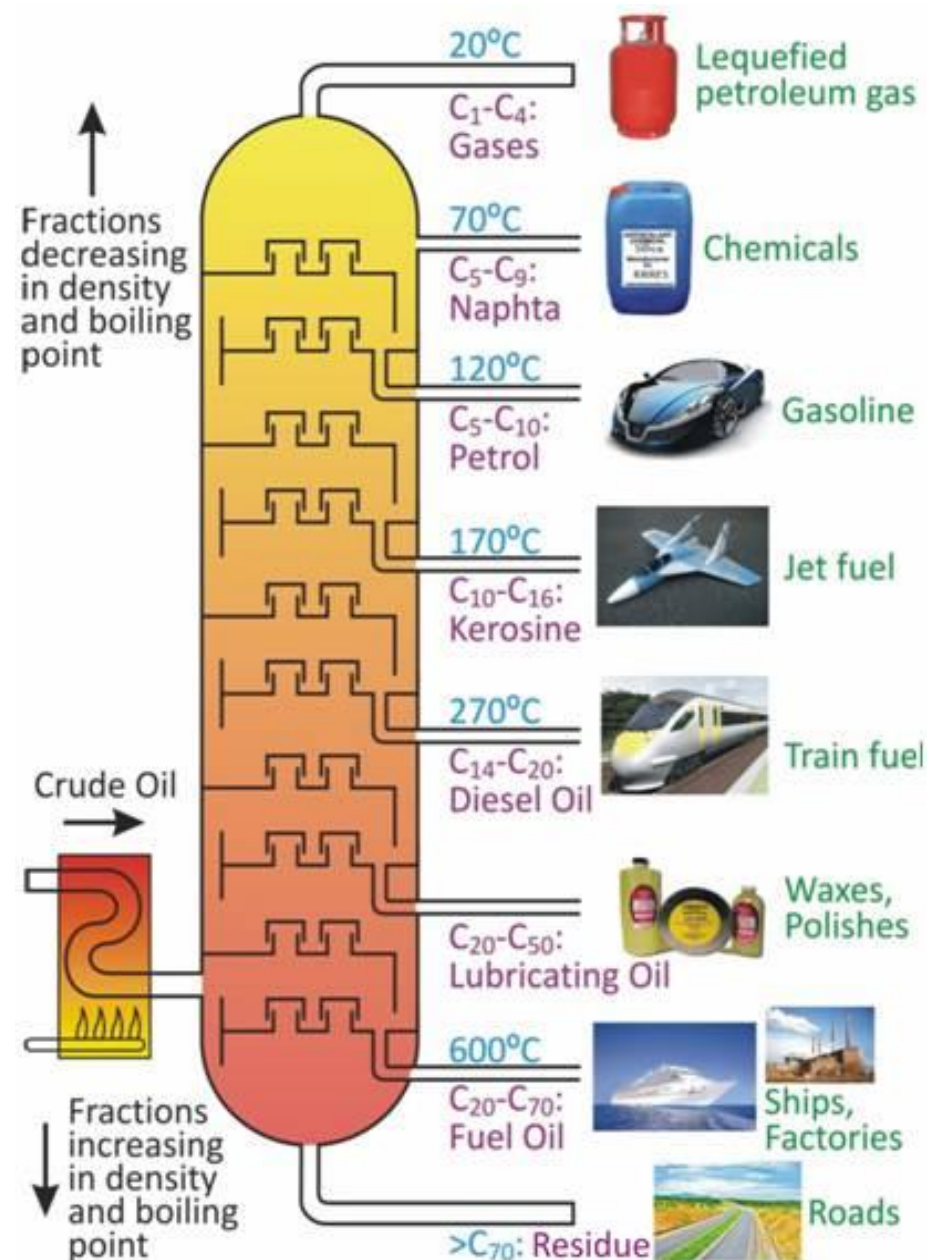 20°C
C₁-C₄:
Gases
Lequefied
petroleum gas
Fractions
decreasing
in density
and boiling
point
70°C
C₅-C₉:
Naphta
Chemicals
120°C
C₅-C₁₀:
Petrol
Gasoline
170°C
C₁₀-C₁₆:
Kerosine
Jet fuel
270°C
C₁₄-C₂₀:
Diesel Oil
Train fuel
Crude Oil
C₂₀-C₅₀:
Lubricating Oil
Waxes,
Polishes
600°C
C₂₀-C₇₀:
Fuel Oil
Ships,
Factories
Fractions
increasing
in density
and boiling
point
>C₇₀: Residue
Roads